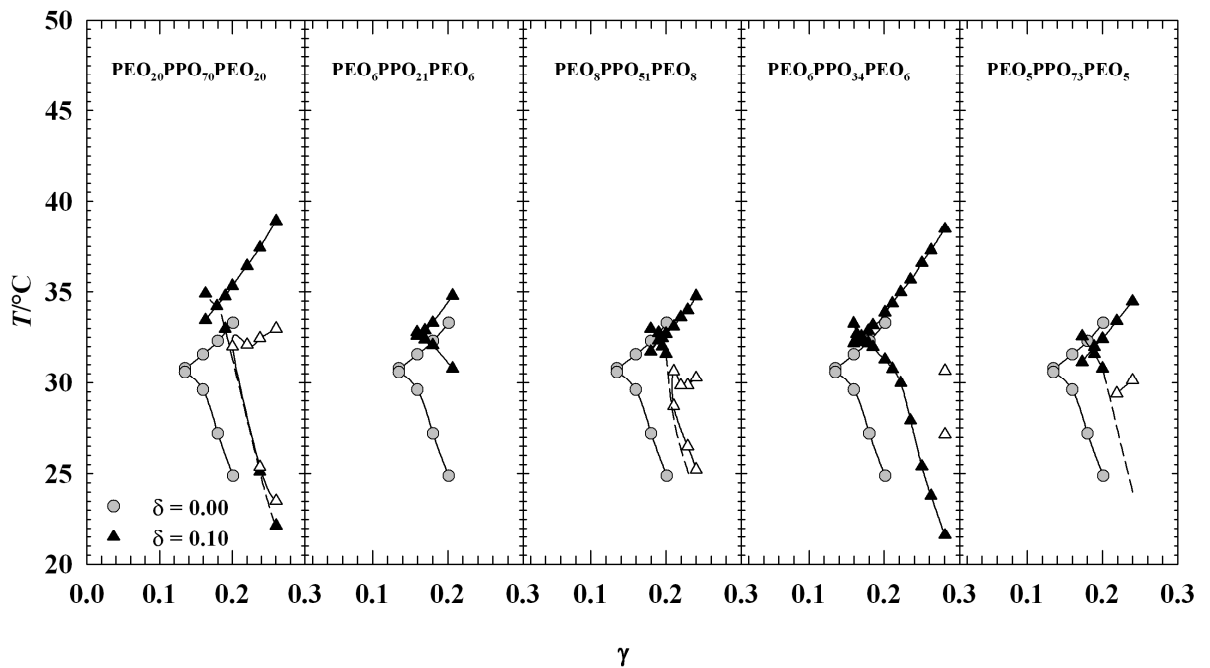 50
45
40
35
30
25
20
T/°C
PEO₂₀PPO₇₀PEO₂₀
PEO₆PPO₂₁PEO₆
PEO₈PPO₅₁PEO₈
PEO₆PPO₃₄PEO₆
PEO₅PPO₇₃PEO₅
δ = 0.00
δ = 0.10
0.0 0.1 0.2 0.3 0.1 0.2 0.3 0.1 0.2 0.3 0.1 0.2 0.3 0.1 0.2 0.3
γ